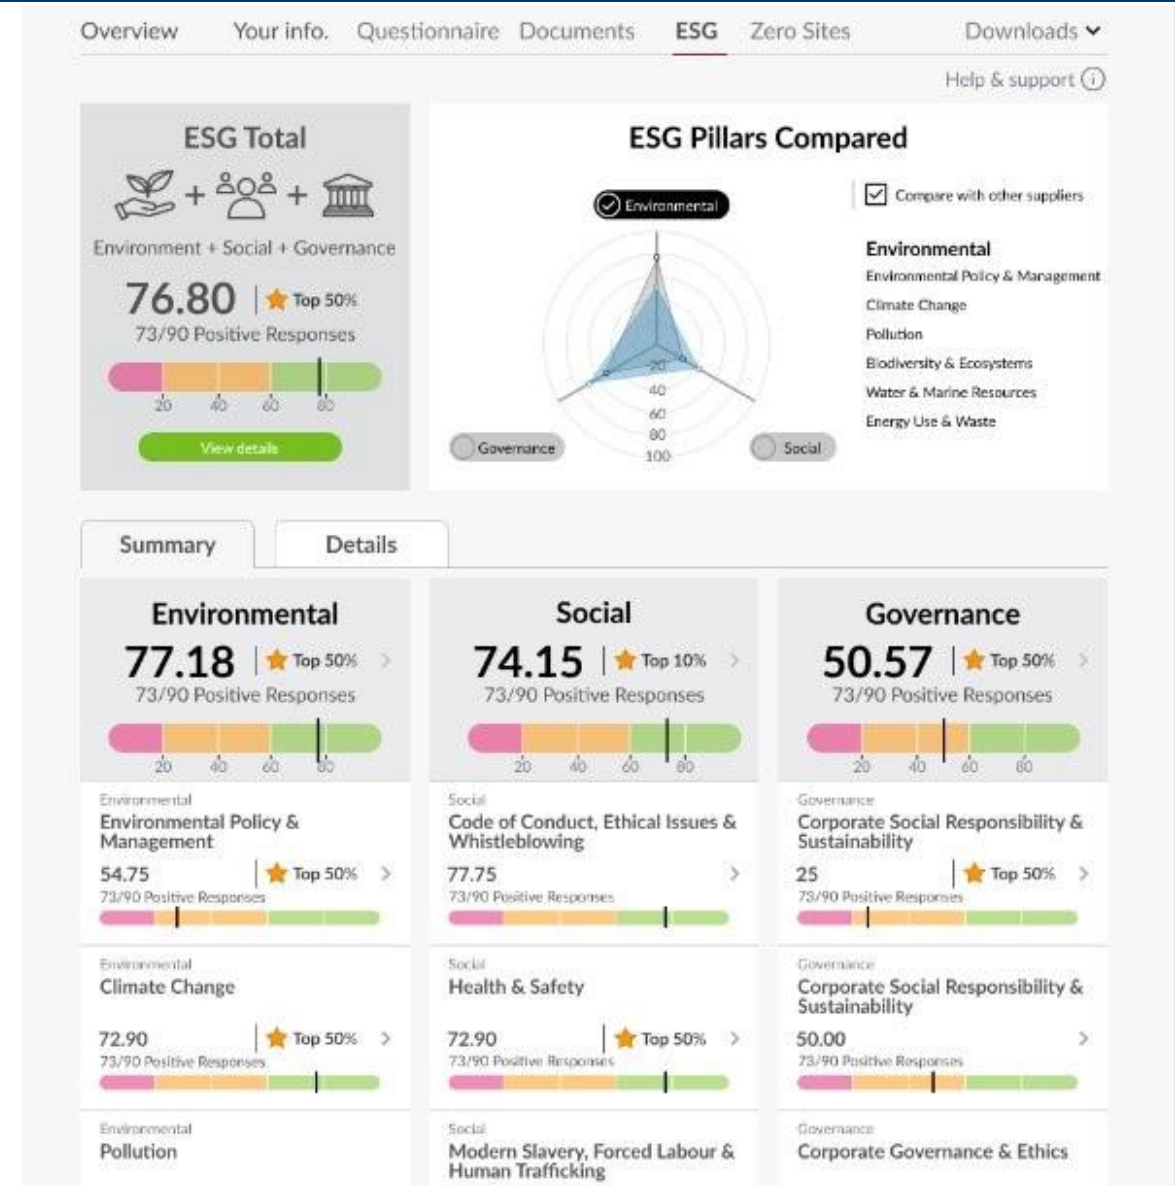 Overview Your info. Questionnaire Documents ESG Zero Sites Downloads
Help & support
ESG Total
Environment + Social + Governance
76.80 Top 50%
73/90 Positive Responses
20 40 60 80
View details
ESG Pillars Compared
Environmental
Governance
Social
20
40
60
80
100
Compare with other suppliers
Environmental
Environmental Policy & Management
Climate Change
Pollution
Biodiversity & Ecosystems
Water & Marine Resources
Energy Use & Waste
Summary Details
Environmental
77.18 Top 50%
73/90 Positive Responses
20 40 60 80
Environmental
Environmental Policy &
Management
54.75 Top 50%
73/90 Positive Responses
Environmental
Climate Change
72.90 Top 50%
73/90 Positive Responses
Environmental
Pollution
Social
74.15 Top 10%
73/90 Positive Responses
20 40 60 80
Social
Code of Conduct, Ethical Issues &
Whistleblowing
77.75
73/90 Positive Responses
Social
Health & Safety
72.90 Top 50%
73/90 Positive Responses
Social
Modern Slavery, Forced Labour &
Human Trafficking
Governance
50.57 Top 50%
73/90 Positive Responses
20 40 60 80
Governance
Corporate Social Responsibility &
Sustainability
25 Top 50%
73/90 Positive Responses
Governance
Corporate Social Responsibility &
Sustainability
50.00
73/90 Positive Responses
Governance
Corporate Governance & Ethics